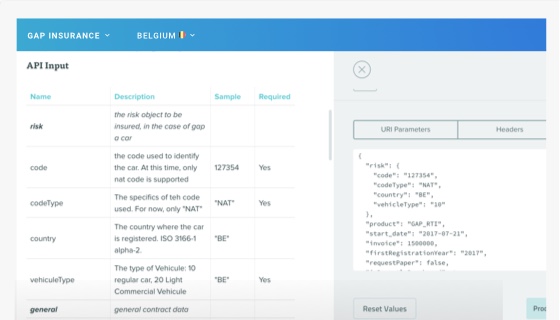 GAP INSURANCE
BELGIUM
API Input
Name Description Sample Required
risk
the risk object to be
insured, in the case of gap
a car
code
the code used to identify
the car. At this time, only
nat code is supported
127354
Yes
codeType
The specifics of teh code
used. For now, only "NAT"
"NAT"
Yes
country
The country where the car
is registered. ISO 3166-1
alpha-2.
"BE"
vehiculeType
The type of Vehicule: 10
regular car, 20 Light
Commercial Vehicule
"BE"
Yes
general
general contract data
URI Parameters
Headers
{
"risk": {
"code": "127354",
"codeType": "NAT",
"country": "BE",
"vehicleType": "10"
},
"product": "GAP_RTI",
"start_date": "2017-07-21",
"invoice": 1500000,
"firstRegistrationYear": "2017",
"requestPaper": false,
Reset Values